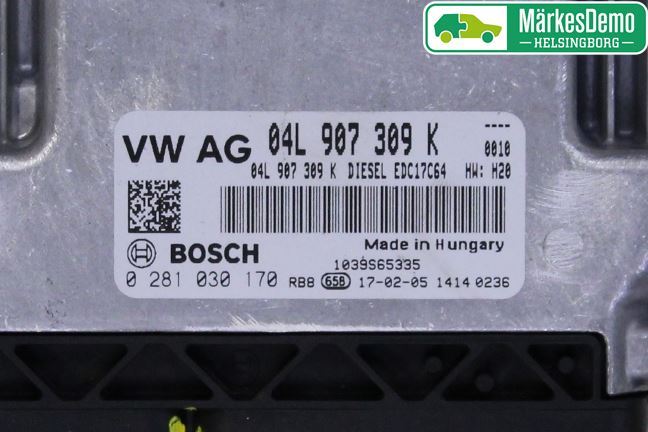 MärkesDemo
HELSINGBORG
VW AG 04L 907 309 K ----
0010
04L 907 309 K DIESEL EDC17C64 HW: H20
BOSCH Made in Hungary
1039S65335
0 281 030 170 RBB 658 17-02-05 1414 0236